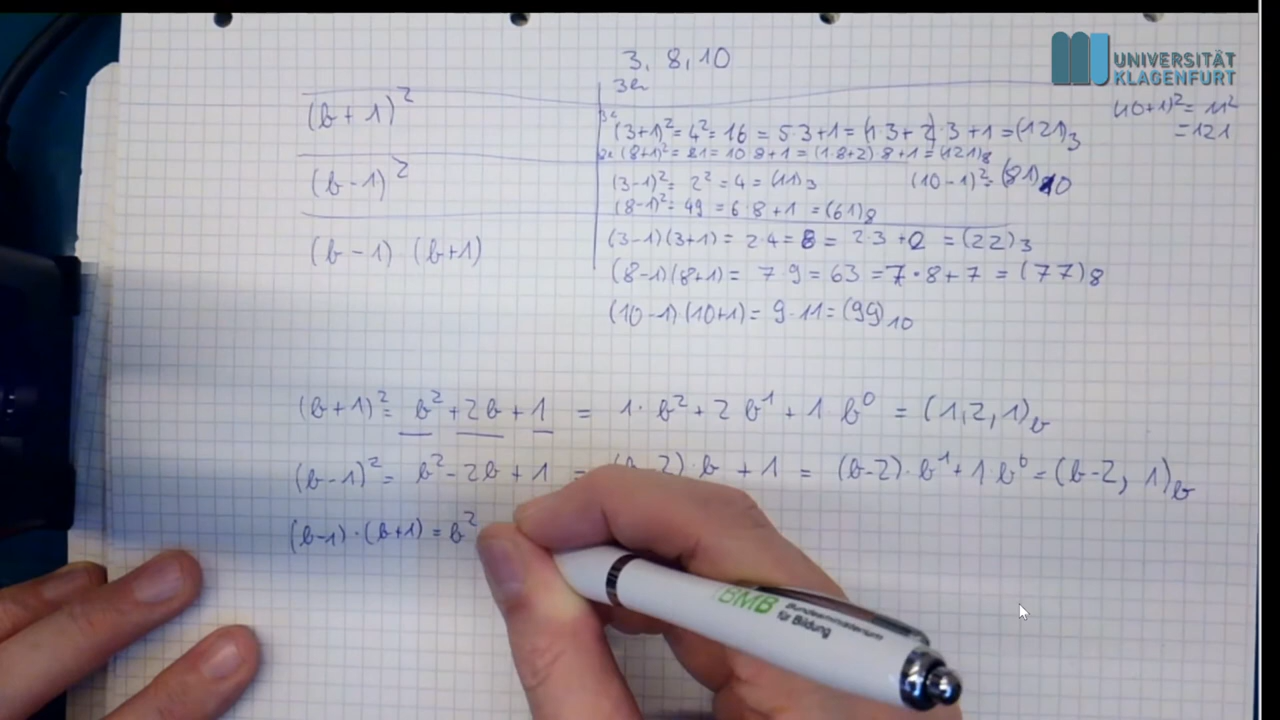 3, 8, 10
UNIVERSITÄT
KLAGENFURT
3er
(b+1)²
(3+1)² = 4² = 16 = 5·3+1 = (1·3+2)·3+1 = (121)₃
(10+1)² = 11²
= 121
(8+1)² = 81 = 10·8+1 = (1·8+2)8+1 = (121)₈
(b-1)²
(3-1)² = 2² = 4 = (11)₃
(10-1)² = (81)₁₀
(8-1)² = 49 = 6·8+1 = (61)₈
(b-1) (b+1)
(3-1)(3+1) = 2·4 = 8 = 2·3+2 = (22)₃
(8-1)(8+1) = 7 9 = 63 = 7·8+7 = (77)₈
(10-1)(10+1) = 9·11 = (99)₁₀
(b+1)² = b²+2b+1 = 1·b²+2 b¹+1 b⁰ = (1,2,1)b
(b-1)² = b²-2b+1 = (b-2)·b+1 = (b-2)·b¹+1 b⁰ = (b-2, 1)b
(b-1)·(b+1) = b²
BMB
Bundesministerium
für Bildung